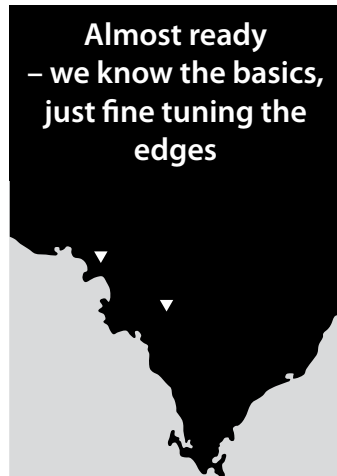 Almost ready
– we know the basics,
just fine tuning the
edges